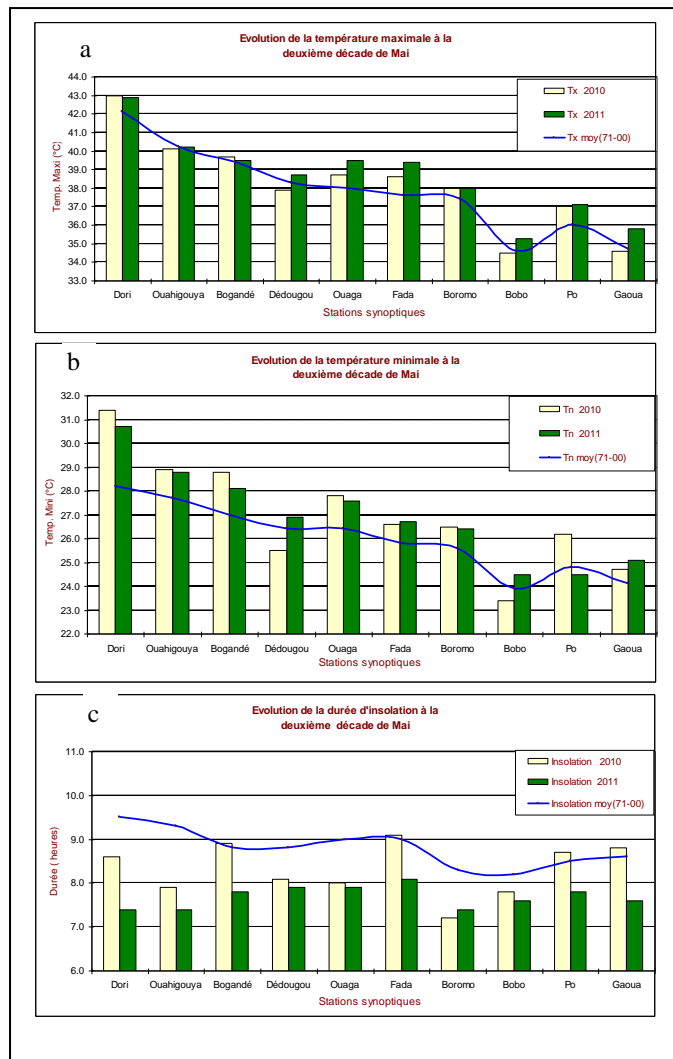 a
Evolution de la température maximale à la
deuxième décade de Mai
Tx 2010
Tx 2011
Tx moy(71-00)
Temp. Maxi (°C)
44.0
43.0
42.0
41.0
40.0
39.0
38.0
37.0
36.0
35.0
34.0
33.0
Dori Ouahigouya Bogandé Dédougou Ouaga Fada Boromo Bobo Po Gaoua
Stations synoptiques
b
Evolution de la température minimale à la
deuxième décade de Mai
Tn 2010
Tn 2011
Tn moy(71-00)
Temp. Mini (°C)
32.0
31.0
30.0
29.0
28.0
27.0
26.0
25.0
24.0
23.0
22.0
Dori Ouahigouya Bogandé Dédougou Ouaga Fada Boromo Bobo Po Gaoua
Stations synoptiques
c
Evolution de la durée d'insolation à la
deuxième décade de Mai
Insolation 2010
Insolation 2011
Insolation moy(71-00)
Durée ( heures)
11.0
10.0
9.0
8.0
7.0
6.0
Dori Ouahigouya Bogandé Dédougou Ouaga Fada Boromo Bobo Po Gaoua
Stations synoptiques